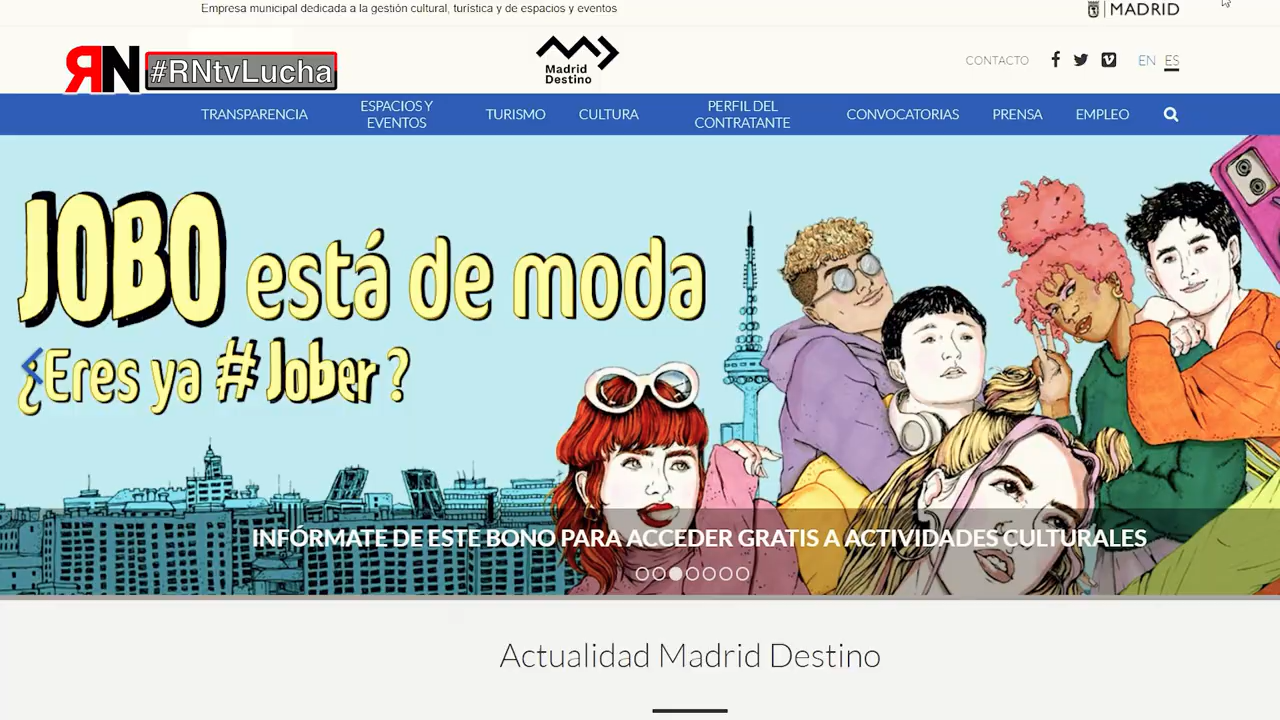 Empresa municipal dedicada a la gestión cultural, turística y de espacios y eventos
MADRID
RN #RNtvLucha
Madrid
Destino
CONTACTO
EN ES
TRANSPARENCIA
ESPACIOS Y
EVENTOS
TURISMO
CULTURA
PERFIL DEL
CONTRATANTE
CONVOCATORIAS
PRENSA
EMPLEO
JOBO está de moda
¿Eres ya #Jober?
INFÓRMATE DE ESTE BONO PARA ACCEDER GRATIS A ACTIVIDADES CULTURALES
Actualidad Madrid Destino